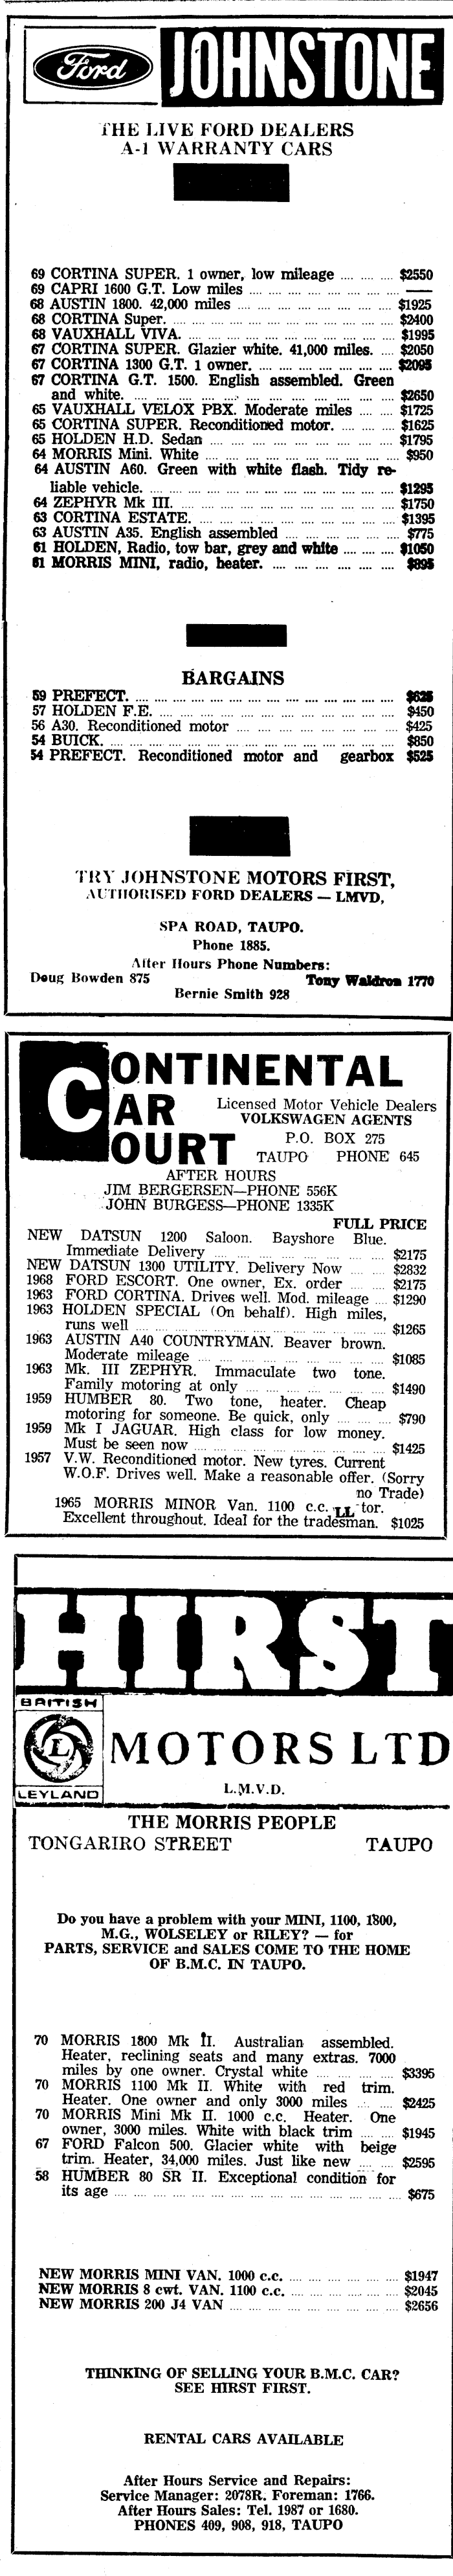 Ford JOHNSTONE
THE LIVE FORD DEALERS
A-1 WARRANTY CARS
69 CORTINA SUPER. 1 owner, low mileage .... .... .... $2550
69 CAPRI 1600 G.T. Low miles .... .... .... .... .... .... ——
68 AUSTIN 1800. 42,000 miles .... .... .... .... .... .... $1925
68 CORTINA Super. .... .... .... .... .... .... .... .... $2400
68 VAUXHALL VIVA. .... .... .... .... .... .... .... .... $1995
67 CORTINA SUPER. Glazier white. 41,000 miles. .... $2050
67 CORTINA 1300 G.T. 1 owner. .... .... .... .... .... $2095
67 CORTINA G.T. 1500. English assembled. Green
and white. .... .... .... .... .... .... .... .... .... $2650
65 VAUXHALL VELOX PBX. Moderate miles .... .... $1725
65 CORTINA SUPER. Reconditioned motor. .... .... .... $1625
65 HOLDEN H.D. Sedan .... .... .... .... .... .... .... $1795
64 MORRIS Mini. White .... .... .... .... .... .... .... $950
64 AUSTIN A60. Green with white flash. Tidy re-
liable vehicle. .... .... .... .... .... .... .... .... $1295
64 ZEPHYR Mk III. .... .... .... .... .... .... .... .... $1750
63 CORTINA ESTATE. .... .... .... .... .... .... .... $1395
63 AUSTIN A35. English assembled .... .... .... .... $775
61 HOLDEN, Radio, tow bar, grey and white .... .... .... $1050
61 MORRIS MINI, radio, heater. .... .... .... .... .... $895
BARGAINS
59 PREFECT. .... .... .... .... .... .... .... .... .... $625
57 HOLDEN F.E. .... .... .... .... .... .... .... .... $450
56 A30. Reconditioned motor .... .... .... .... .... .... $425
54 BUICK. .... .... .... .... .... .... .... .... .... $850
54 PREFECT. Reconditioned motor and gearbox $525
TRY JOHNSTONE MOTORS FIRST,
AUTHORISED FORD DEALERS — LMVD,
SPA ROAD, TAUPO.
Phone 1885.
After Hours Phone Numbers:
Doug Bowden 875 Tony Waldron 1770
Bernie Smith 928
CONTINENTAL
CAR
COURT
Licensed Motor Vehicle Dealers
VOLKSWAGEN AGENTS
P.O. BOX 275
TAUPO PHONE 645
AFTER HOURS
JIM BERGERSEN—PHONE 556K
JOHN BURGESS—PHONE 1335K
FULL PRICE
NEW DATSUN 1200 Saloon. Bayshore Blue.
Immediate Delivery .... .... .... .... .... .... $2175
NEW DATSUN 1300 UTILITY. Delivery Now .... .... $2832
1968 FORD ESCORT. One owner, Ex. order .... .... $2175
1963 FORD CORTINA. Drives well. Mod. mileage .... $1290
1963 HOLDEN SPECIAL (On behalf). High miles,
runs well .... .... .... .... .... .... .... .... $1265
1963 AUSTIN A40 COUNTRYMAN. Beaver brown.
Moderate mileage .... .... .... .... .... .... $1085
1963 Mk. III ZEPHYR. Immaculate two tone.
Family motoring at only .... .... .... .... .... $1490
1959 HUMBER 80. Two tone, heater. Cheap
motoring for someone. Be quick, only .... .... $790
1959 Mk I JAGUAR. High class for low money.
Must be seen now .... .... .... .... .... .... $1425
1957 V.W. Reconditioned motor. New tyres. Current
W.O.F. Drives well. Make a reasonable offer. (Sorry
no Trade)
1965 MORRIS MINOR Van. 1100 c.c. LL tor.
Excellent throughout. Ideal for the tradesman. $1025
HIRST
BRITISH
L
LEYLAND
MOTORS LTD
L.M.V.D.
THE MORRIS PEOPLE
TONGARIRO STREET TAUPO
Do you have a problem with your MINI, 1100, 1800,
M.G., WOLSELEY or RILEY? — for
PARTS, SERVICE and SALES COME TO THE HOME
OF B.M.C. IN TAUPO.
70 MORRIS 1800 Mk II. Australian assembled.
Heater, reclining seats and many extras. 7000
miles by one owner. Crystal white .... .... .... $3395
70 MORRIS 1100 Mk II. White with red trim.
Heater. One owner and only 3000 miles .... .... $2425
70 MORRIS Mini Mk II. 1000 c.c. Heater. One
owner, 3000 miles. White with black trim .... .... $1945
67 FORD Falcon 500. Glacier white with beige
trim. Heater, 34,000 miles. Just like new .... .... $2595
58 HUMBER 80 SR II. Exceptional condition for
its age .... .... .... .... .... .... .... .... .... $675
NEW MORRIS MINI VAN. 1000 c.c. .... .... .... .... $1947
NEW MORRIS 8 cwt. VAN. 1100 c.c. .... .... .... .... $2045
NEW MORRIS 200 J4 VAN .... .... .... .... .... .... $2656
THINKING OF SELLING YOUR B.M.C. CAR?
SEE HIRST FIRST.
RENTAL CARS AVAILABLE
After Hours Service and Repairs:
Service Manager: 2078R. Foreman: 1766.
After Hours Sales: Tel. 1987 or 1680.
PHONES 409, 908, 918, TAUPO